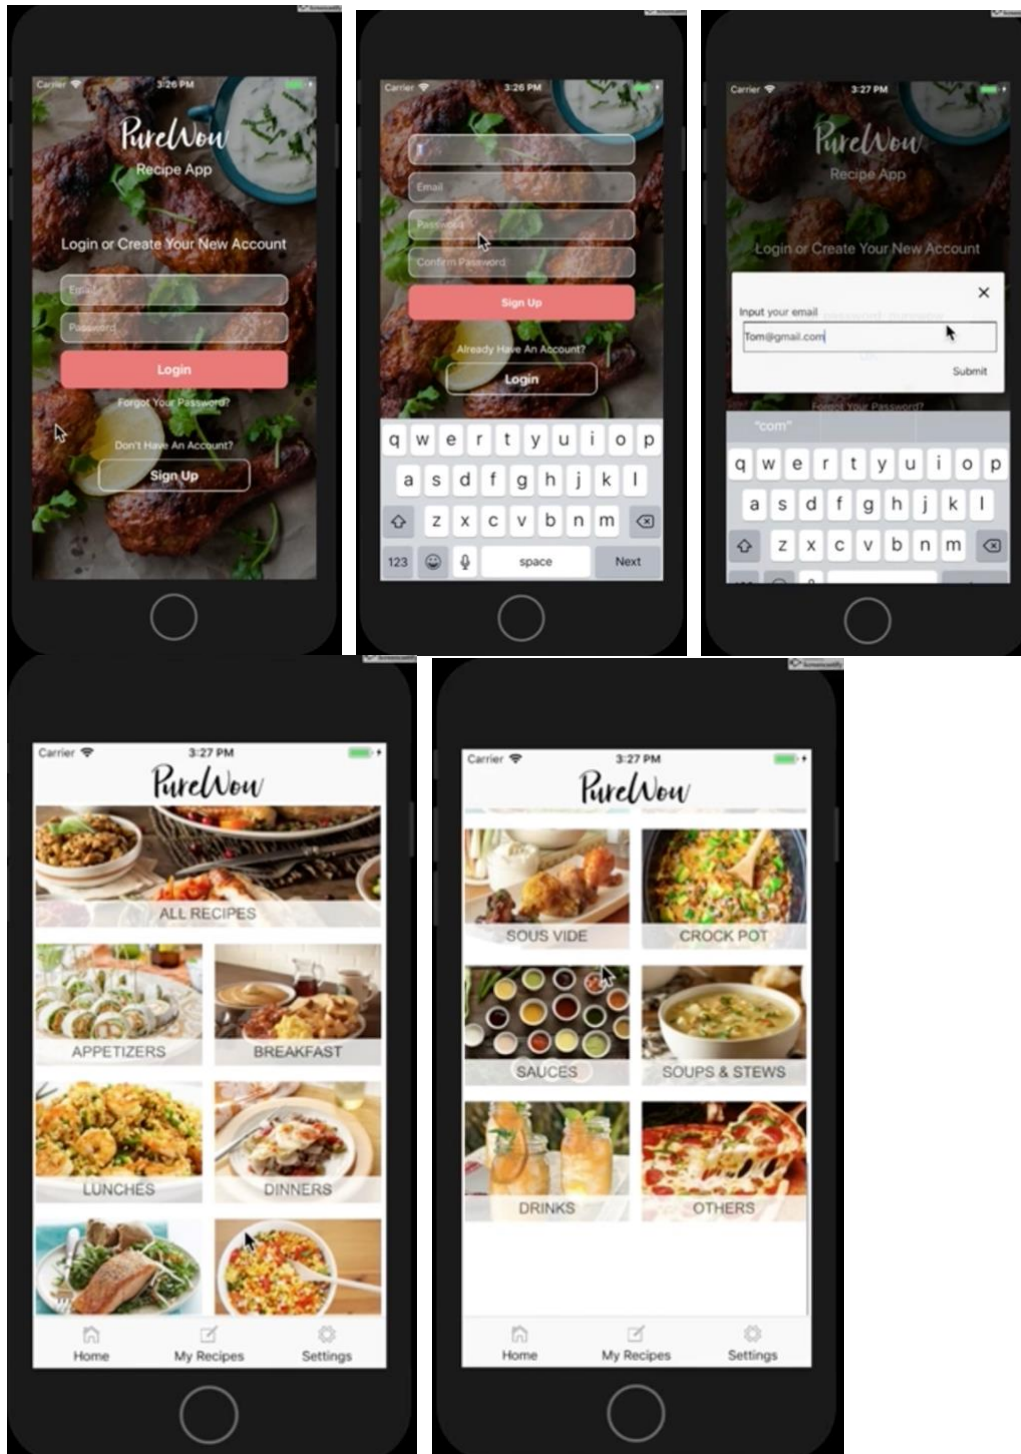 Carrier
3:26 PM
PureWow
Recipe App
Login or Create Your New Account
Email
Password
Login
Forgot Your Password?
Don't Have An Account?
Sign Up
Carrier
3:26 PM
Email
Password
Confirm Password
Sign Up
Already Have An Account?
Login
q w e r t y u i o p
a s d f g h j k l
z x c v b n m
123
space
Next
Carrier
3:27 PM
PureWow
Recipe App
Login or Create Your New Account
Input your email
Tom@gmail.com
Submit
Forgot Your Password?
"com"
q w e r t y u i o p
a s d f g h j k l
z x c v b n m
Screencastify
Carrier
3:27 PM
PureWow
ALL RECIPES
APPETIZERS
BREAKFAST
LUNCHES
DINNERS
Home
My Recipes
Settings
Screencastify
Carrier
3:27 PM
PureWow
SOUS VIDE
CROCK POT
SAUCES
SOUPS & STEWS
DRINKS
OTHERS
Home
My Recipes
Settings